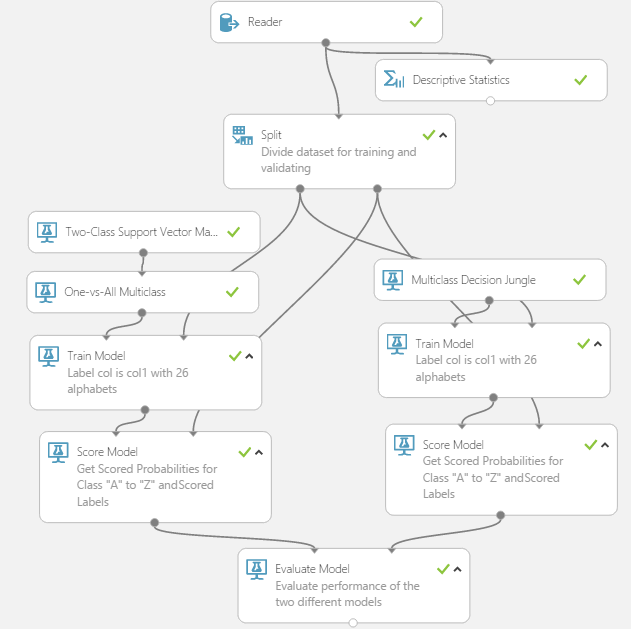 Reader
Descriptive Statistics
Split
Divide dataset for training and
validating
Two-Class Support Vector Ma...
One-vs-All Multiclass
Multiclass Decision Jungle
Train Model
Label col is col1 with 26
alphabets
Train Model
Label col is col1 with 26
alphabets
Score Model
Get Scored Probabilities for
Class "A" to "Z" andScored
Labels
Score Model
Get Scored Probabilities for
Class "A" to "Z" andScored
Labels
Evaluate Model
Evaluate performance of the
two different models